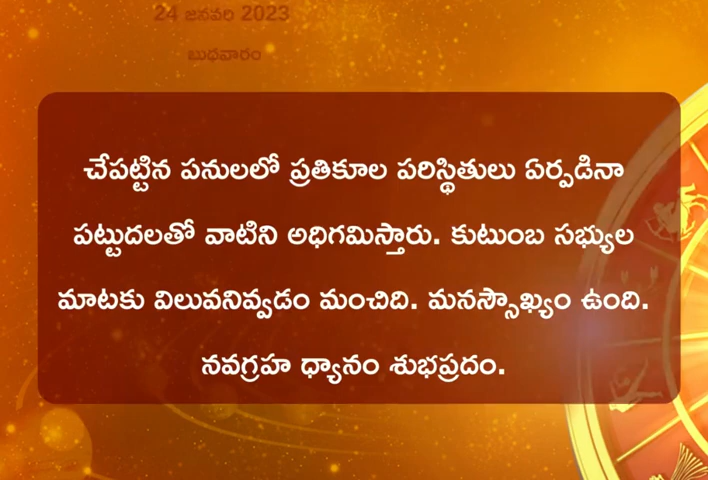 24 జనవరి 2023
బుధవారం
చేపట్టిన పనులలో ప్రతికూల పరిస్థితులు ఏర్పడినా
పట్టుదలతో వాటిని అధిగమిస్తారు. కుటుంబ సభ్యుల
మాటకు విలువనివ్వడం మంచిది. మనస్సౌఖ్యం ఉంది.
నవగ్రహ ధ్యానం శుభప్రదం.